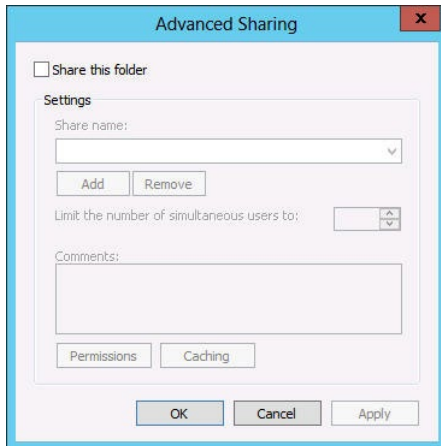 Advanced Sharing
x
Share this folder
Settings
Share name:
Add Remove
Limit the number of simultaneous users to:
Comments:
Permissions Caching
OK Cancel Apply